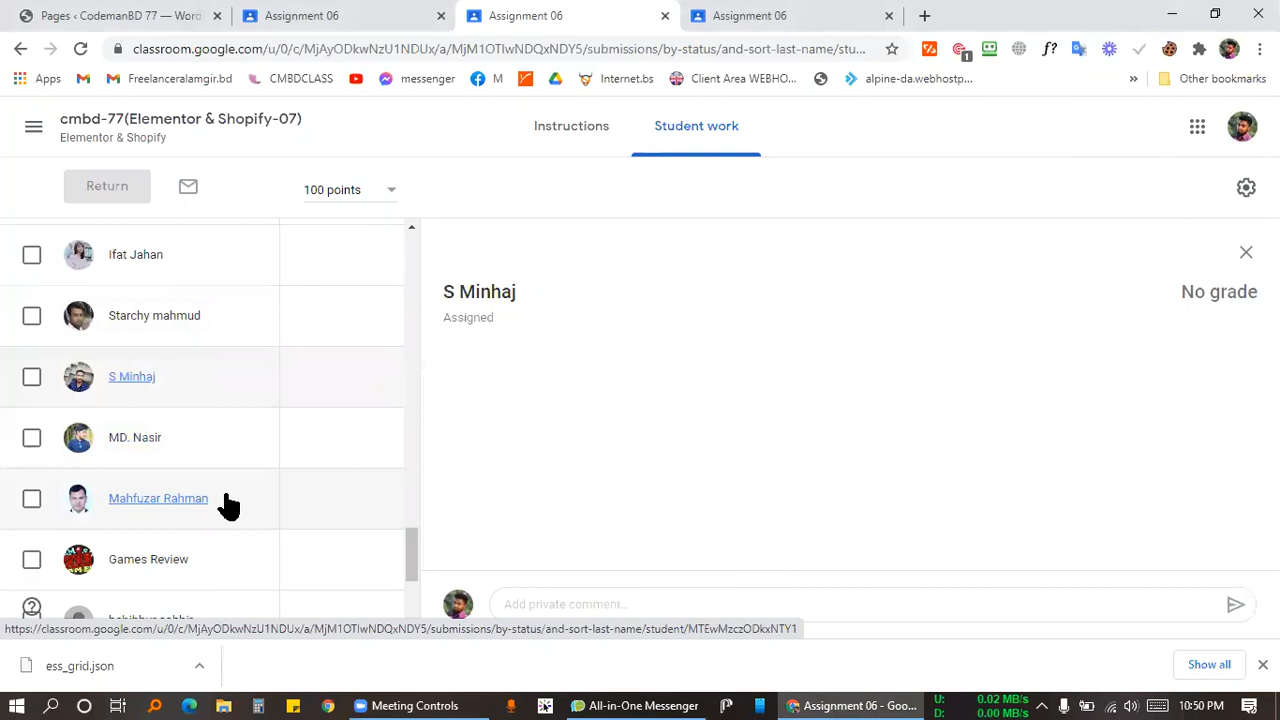 Pages ‹ CodemanBD 77 — Word
Assignment 06
Assignment 06
Assignment 06
classroom.google.com/u/0/c/MjAyODkwNzU1NDUx/a/MjM1OTIwNDQxNDY5/submissions/by-status/and-sort-last-name/stu...
1
Apps
Freelanceralamgir.bd
CMBDCLASS
messenger
M
Internet.bs
Client Area WEBHO...
alpine-da.webhostp...
»
Other bookmarks
cmbd-77(Elementor & Shopify-07)
Elementor & Shopify
Instructions
Student work
Return
100 points
Ifat Jahan
Starchy mahmud
S Minhaj
MD. Nasir
Mahfuzar Rahman
Games Review
S Minhaj
No grade
Assigned
Add private comment...
https://classroom.google.com/u/0/c/MjAyODkwNzU1NDUx/a/MjM1OTIwNDQxNDY5/submissions/by-status/and-sort-last-name/student/MTEwMzczODkxNTY1
ess_grid.json
Show all
Meeting Controls
All-in-One Messenger
Assignment 06 - Goo...
U: 0.02 MB/s
D: 0.00 MB/s
10:50 PM